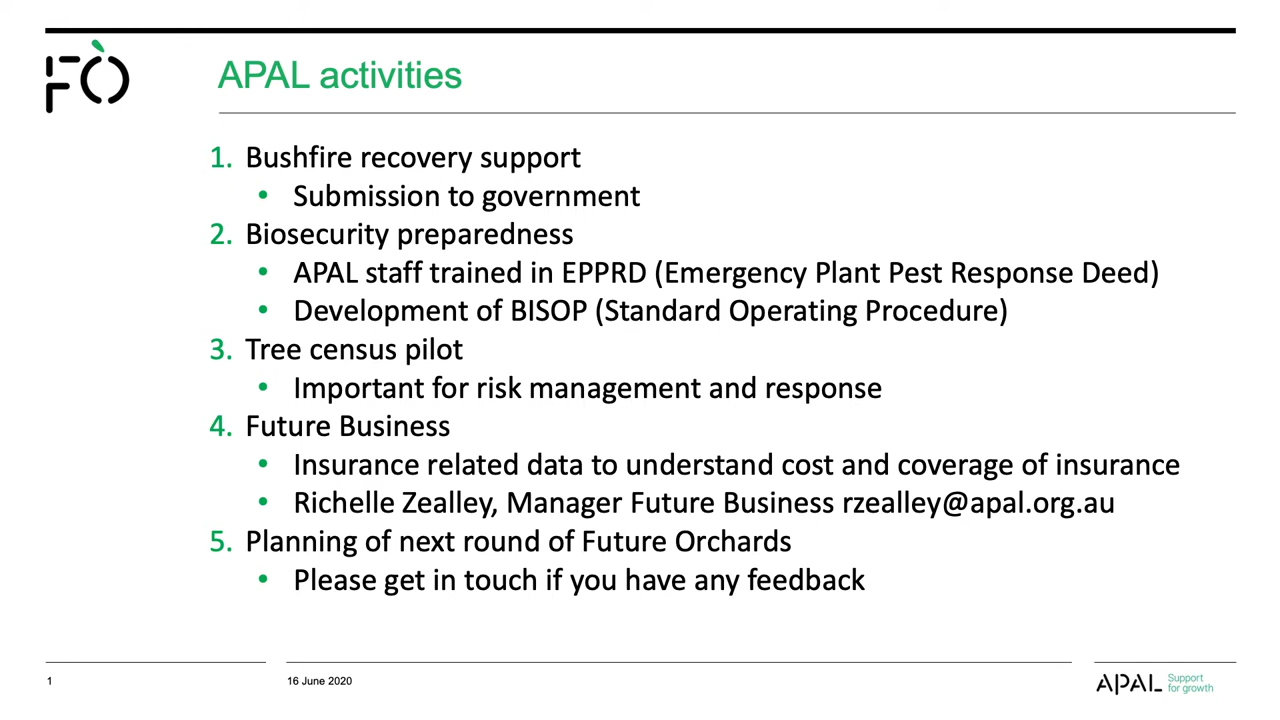 FO
APAL activities
1. Bushfire recovery support
• Submission to government
2. Biosecurity preparedness
• APAL staff trained in EPPRD (Emergency Plant Pest Response Deed)
• Development of BISOP (Standard Operating Procedure)
3. Tree census pilot
• Important for risk management and response
4. Future Business
• Insurance related data to understand cost and coverage of insurance
• Richelle Zealley, Manager Future Business rzealley@apal.org.au
5. Planning of next round of Future Orchards
• Please get in touch if you have any feedback
1
16 June 2020
APAL
Support
for growth